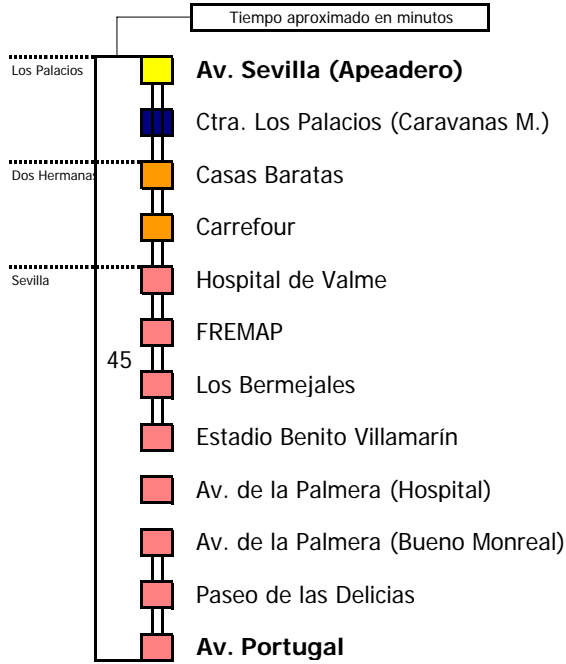 Tiempo aproximado en minutos
Los Palacios
Av. Sevilla (Apeadero)
Ctra. Los Palacios (Caravanas M.)
Dos Hermanas
Casas Baratas
Carrefour
Sevilla
Hospital de Valme
FREMAP
45
Los Bermejales
Estadio Benito Villamarín
Av. de la Palmera (Hospital)
Av. de la Palmera (Bueno Monreal)
Paseo de las Delicias
Av. Portugal